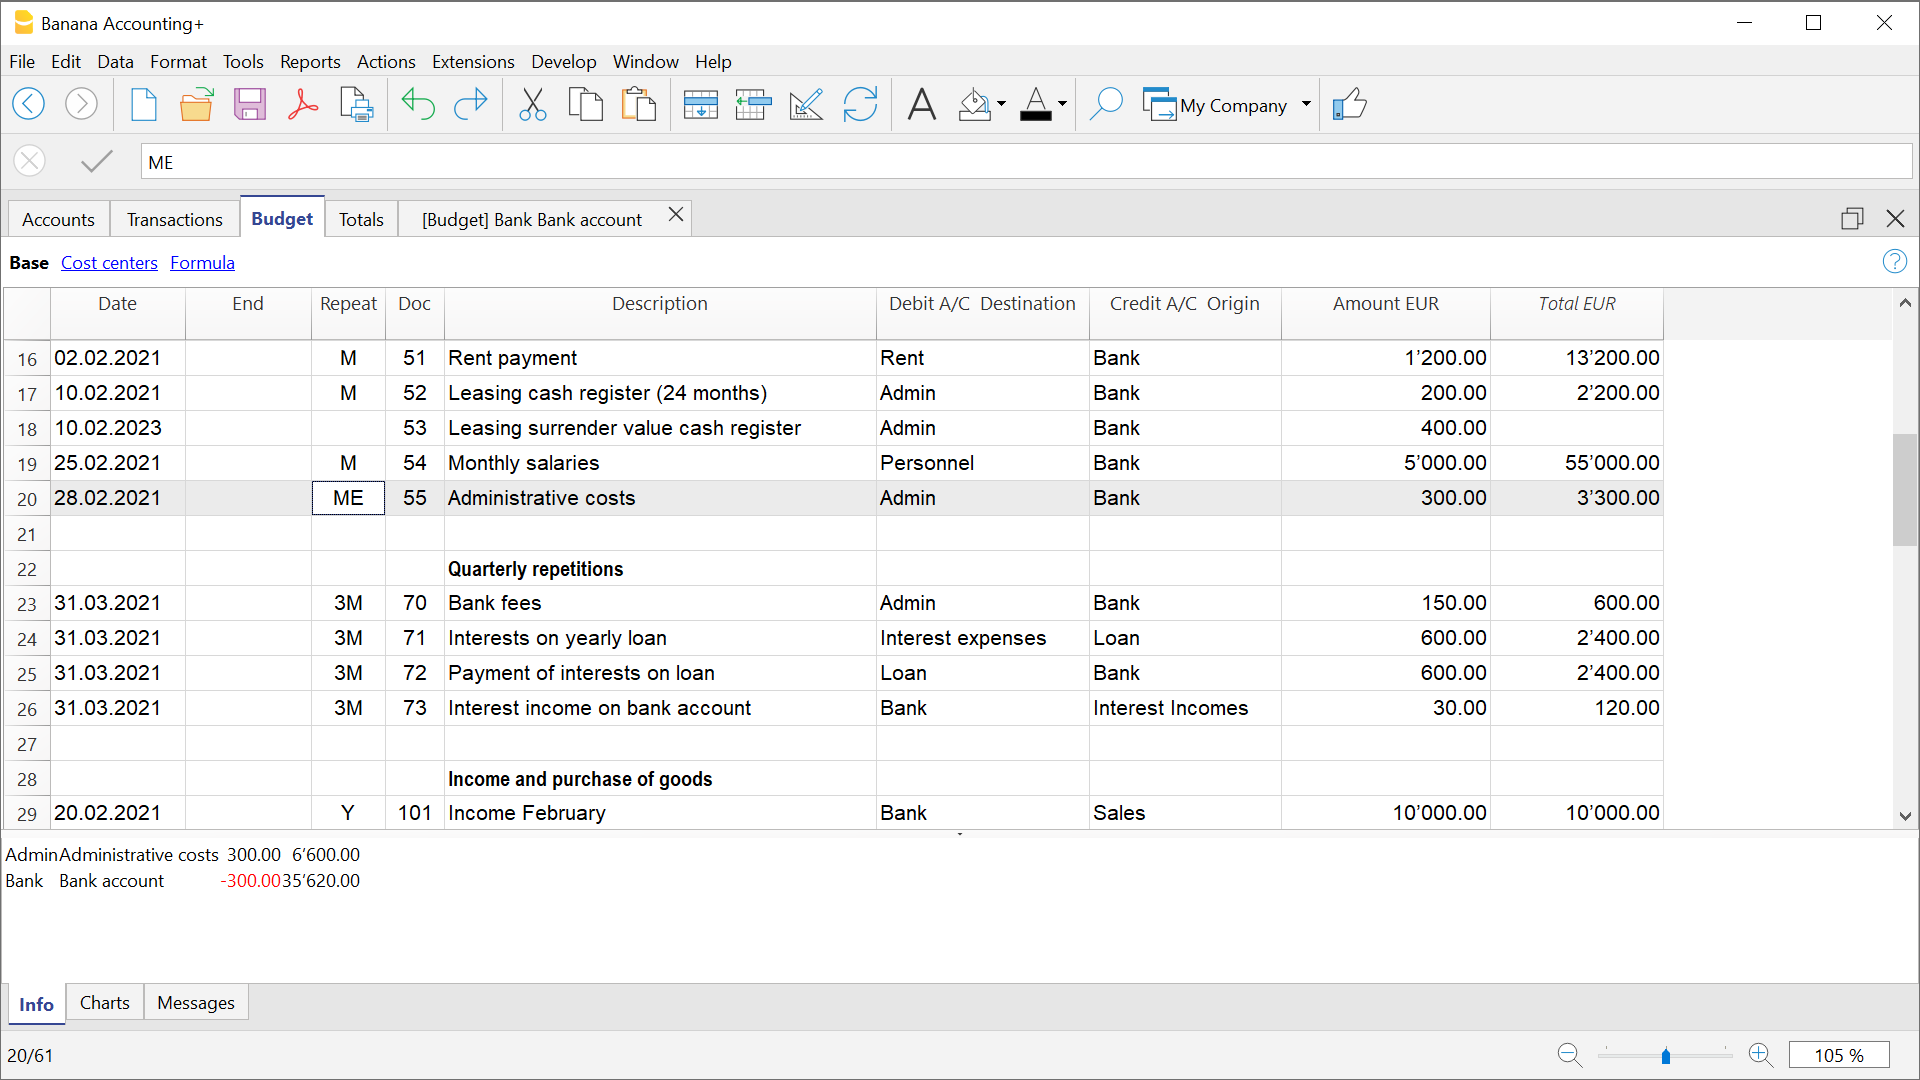 Banana Accounting+
File Edit Data Format Tools Reports Actions Extensions Develop Window Help
My Company
ME
Accounts Transactions Budget Totals [Budget] Bank Bank account
Base Cost centers Formula
Date End Repeat Doc Description Debit A/C Destination Credit A/C Origin Amount EUR Total EUR
16 02.02.2021 M 51 Rent payment Rent Bank 1’200.00 13’200.00
17 10.02.2021 M 52 Leasing cash register (24 months) Admin Bank 200.00 2’200.00
18 10.02.2023 53 Leasing surrender value cash register Admin Bank 400.00
19 25.02.2021 M 54 Monthly salaries Personnel Bank 5’000.00 55’000.00
20 28.02.2021 ME 55 Administrative costs Admin Bank 300.00 3’300.00
21
22 Quarterly repetitions
23 31.03.2021 3M 70 Bank fees Admin Bank 150.00 600.00
24 31.03.2021 3M 71 Interests on yearly loan Interest expenses Loan 600.00 2’400.00
25 31.03.2021 3M 72 Payment of interests on loan Loan Bank 600.00 2’400.00
26 31.03.2021 3M 73 Interest income on bank account Bank Interest Incomes 30.00 120.00
27
28 Income and purchase of goods
29 20.02.2021 Y 101 Income February Bank Sales 10’000.00 10’000.00
Admin Administrative costs 300.00 6’600.00
Bank Bank account -300.00 35’620.00
Info Charts Messages
20/61 105 %